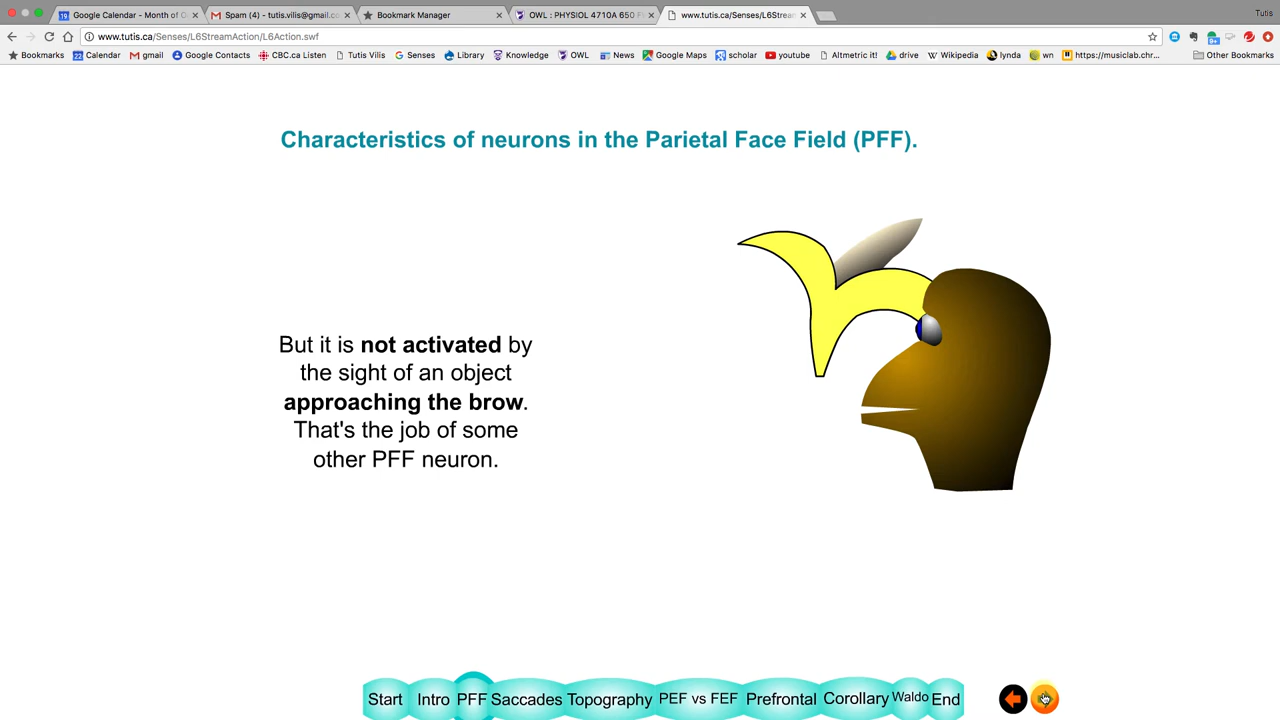 Google Calendar - Month of O
Spam (4) - tutis.vilis@gmail.co
Bookmark Manager
OWL : PHYSIOL 4710A 650 F
www.tutis.ca/Senses/L6Strea
Tutis
www.tutis.ca/Senses/L6StreamAction/L6Action.swf
Bookmarks
22 Calendar
gmail
Google Contacts
CBC.ca Listen
Tutis Vilis
Senses
Library
Knowledge
OWL
News
Google Maps
scholar
youtube
Altmetric it!
drive
Wikipedia
lynda
wn
https://musiclab.chr...
Other Bookmarks
Characteristics of neurons in the Parietal Face Field (PFF).
But it is not activated by
the sight of an object
approaching the brow.
That's the job of some
other PFF neuron.
Start
Intro
PFF
Saccades
Topography
PEF vs FEF
Prefrontal
Corollary
Waldo
End